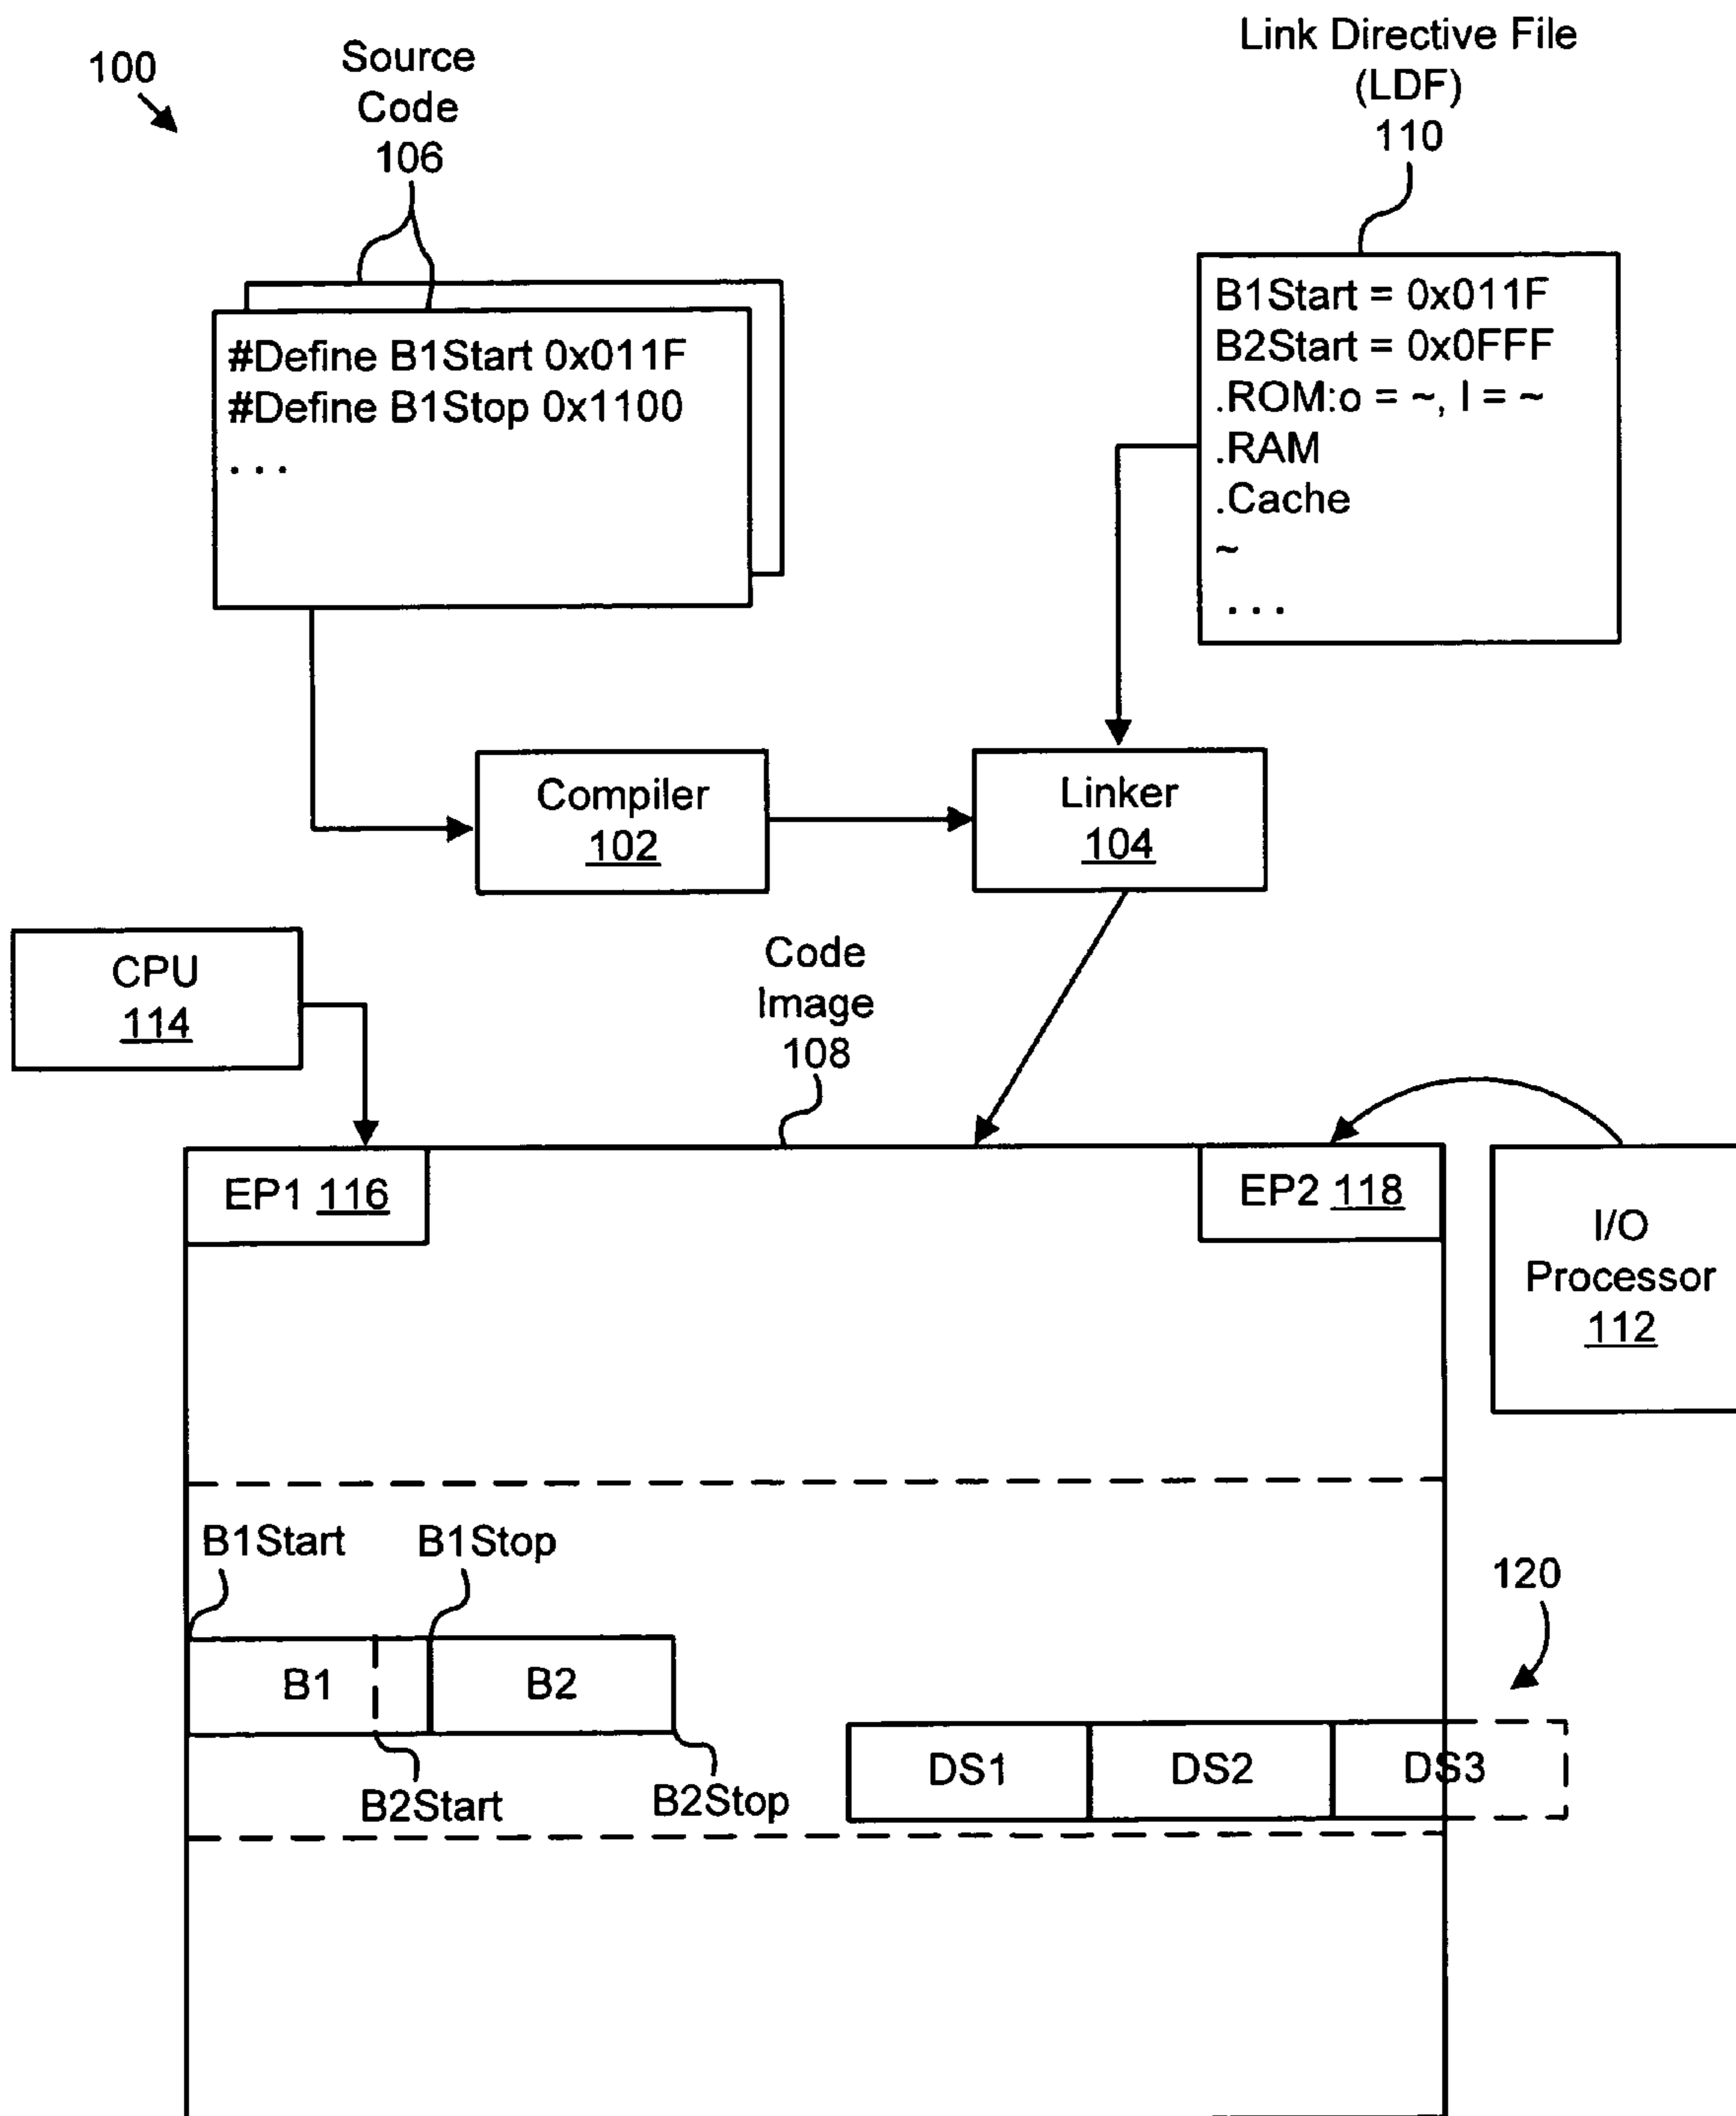 100
Source
Code
106
Link Directive File
(LDF)
110
#Define B1Start 0x011F
#Define B1Stop 0x1100
. . .
B1Start = 0x011F
B2Start = 0x0FFF
.ROM:o = ~, l = ~
.RAM
.Cache
~
. . .
Compiler
102
Linker
104
CPU
114
Code
Image
108
EP1 116
EP2 118
I/O
Processor
112
B1Start
B1Stop
120
B1
B2
B2Start
B2Stop
DS1
DS2
DS3